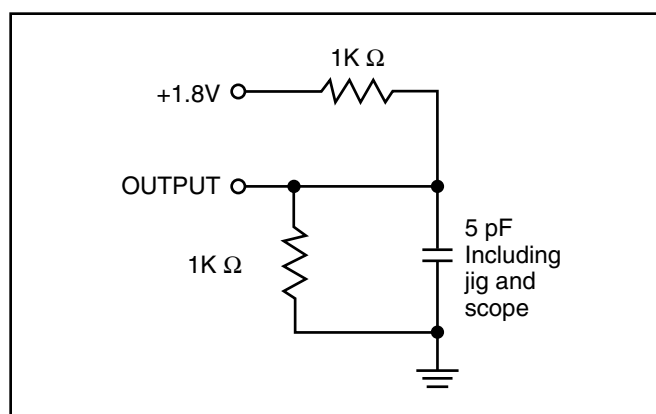 1K Ω
+1.8V
OUTPUT
1K Ω
5 pF
Including
jig and
scope